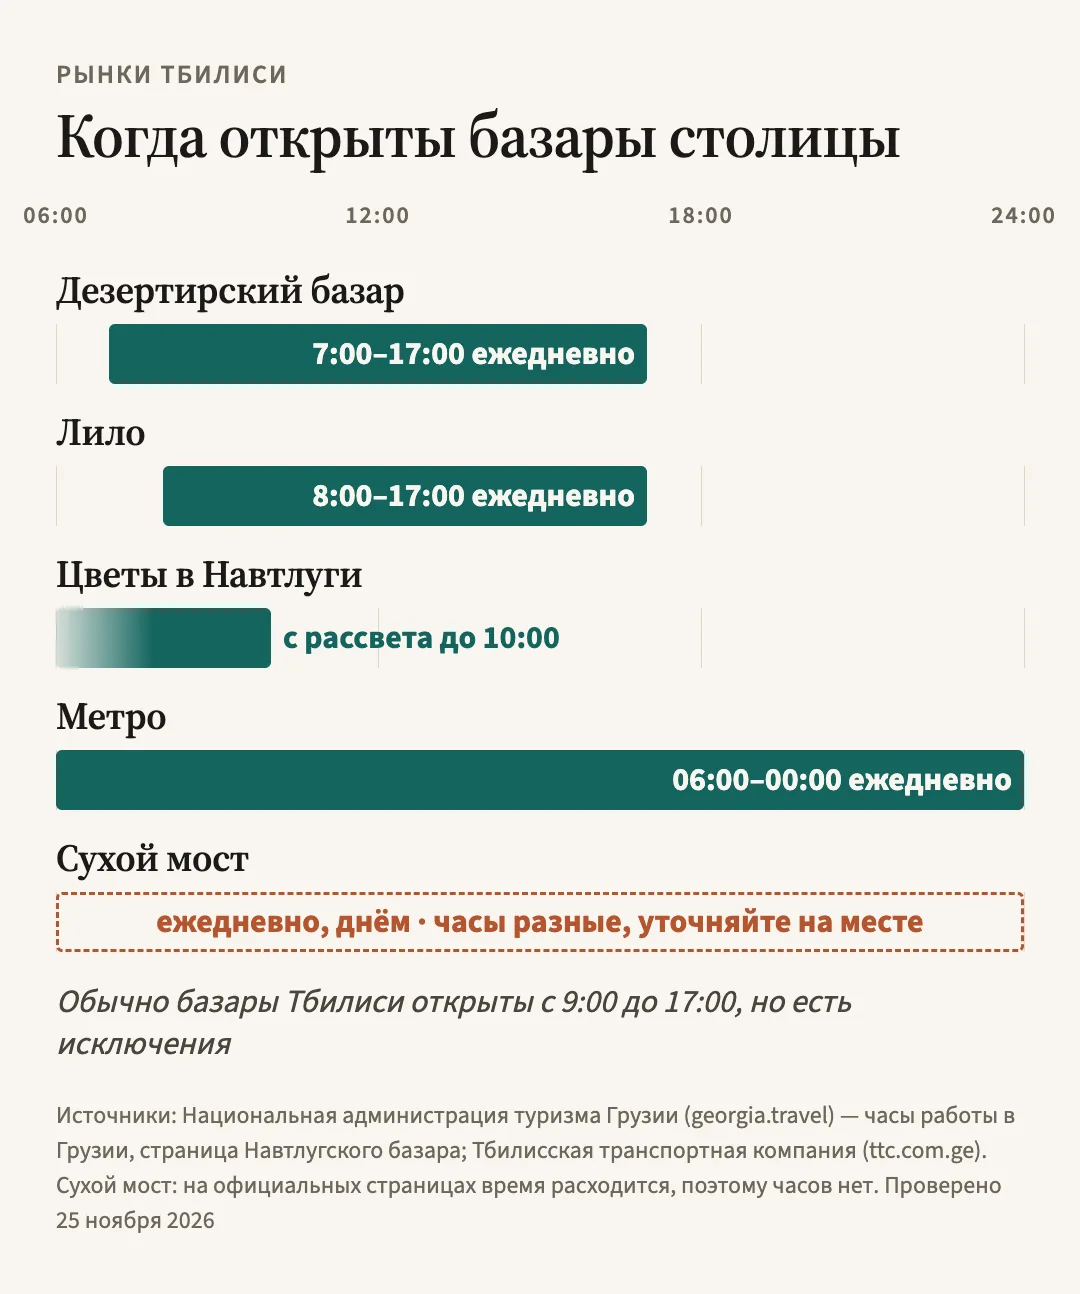 РЫНКИ ТБИЛИСИ
Когда открыты базары столицы
06:00 12:00 18:00 24:00
Дезертирский базар
7:00–17:00 ежедневно
Лило
8:00–17:00 ежедневно
Цветы в Навтлуги
с рассвета до 10:00
Метро
06:00–00:00 ежедневно
Сухой мост
ежедневно, днём · часы разные, уточняйте на месте
Обычно базары Тбилиси открыты с 9:00 до 17:00, но есть
исключения
Источники: Национальная администрация туризма Грузии (georgia.travel) — часы работы в
Грузии, страница Навтлугского базара; Тбилисская транспортная компания (ttc.com.ge).
Сухой мост: на официальных страницах время расходится, поэтому часов нет. Проверено
25 ноября 2026